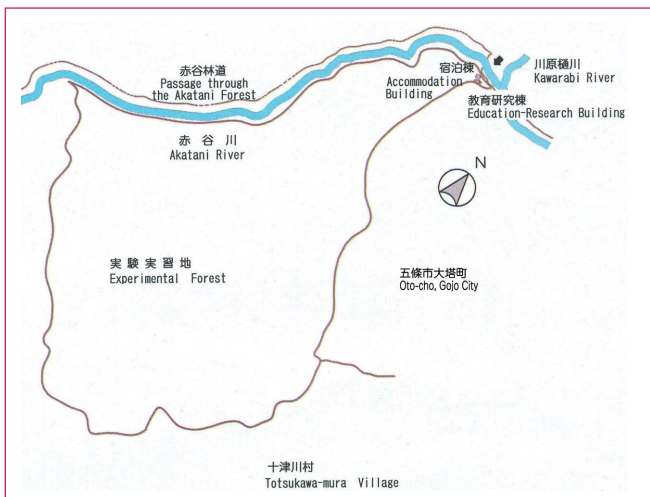 赤谷林道
Passage through
the Akatani Forest
宿泊棟
Accommodation
Building
川原樋川
Kawarabi River
教育研究棟
Education-Research Building
赤 谷 川
Akatani River
N
実 験 実 習 地
Experimental Forest
五條市大塔町
Oto-cho, Gojo City
十津川村
Totsukawa-mura Village